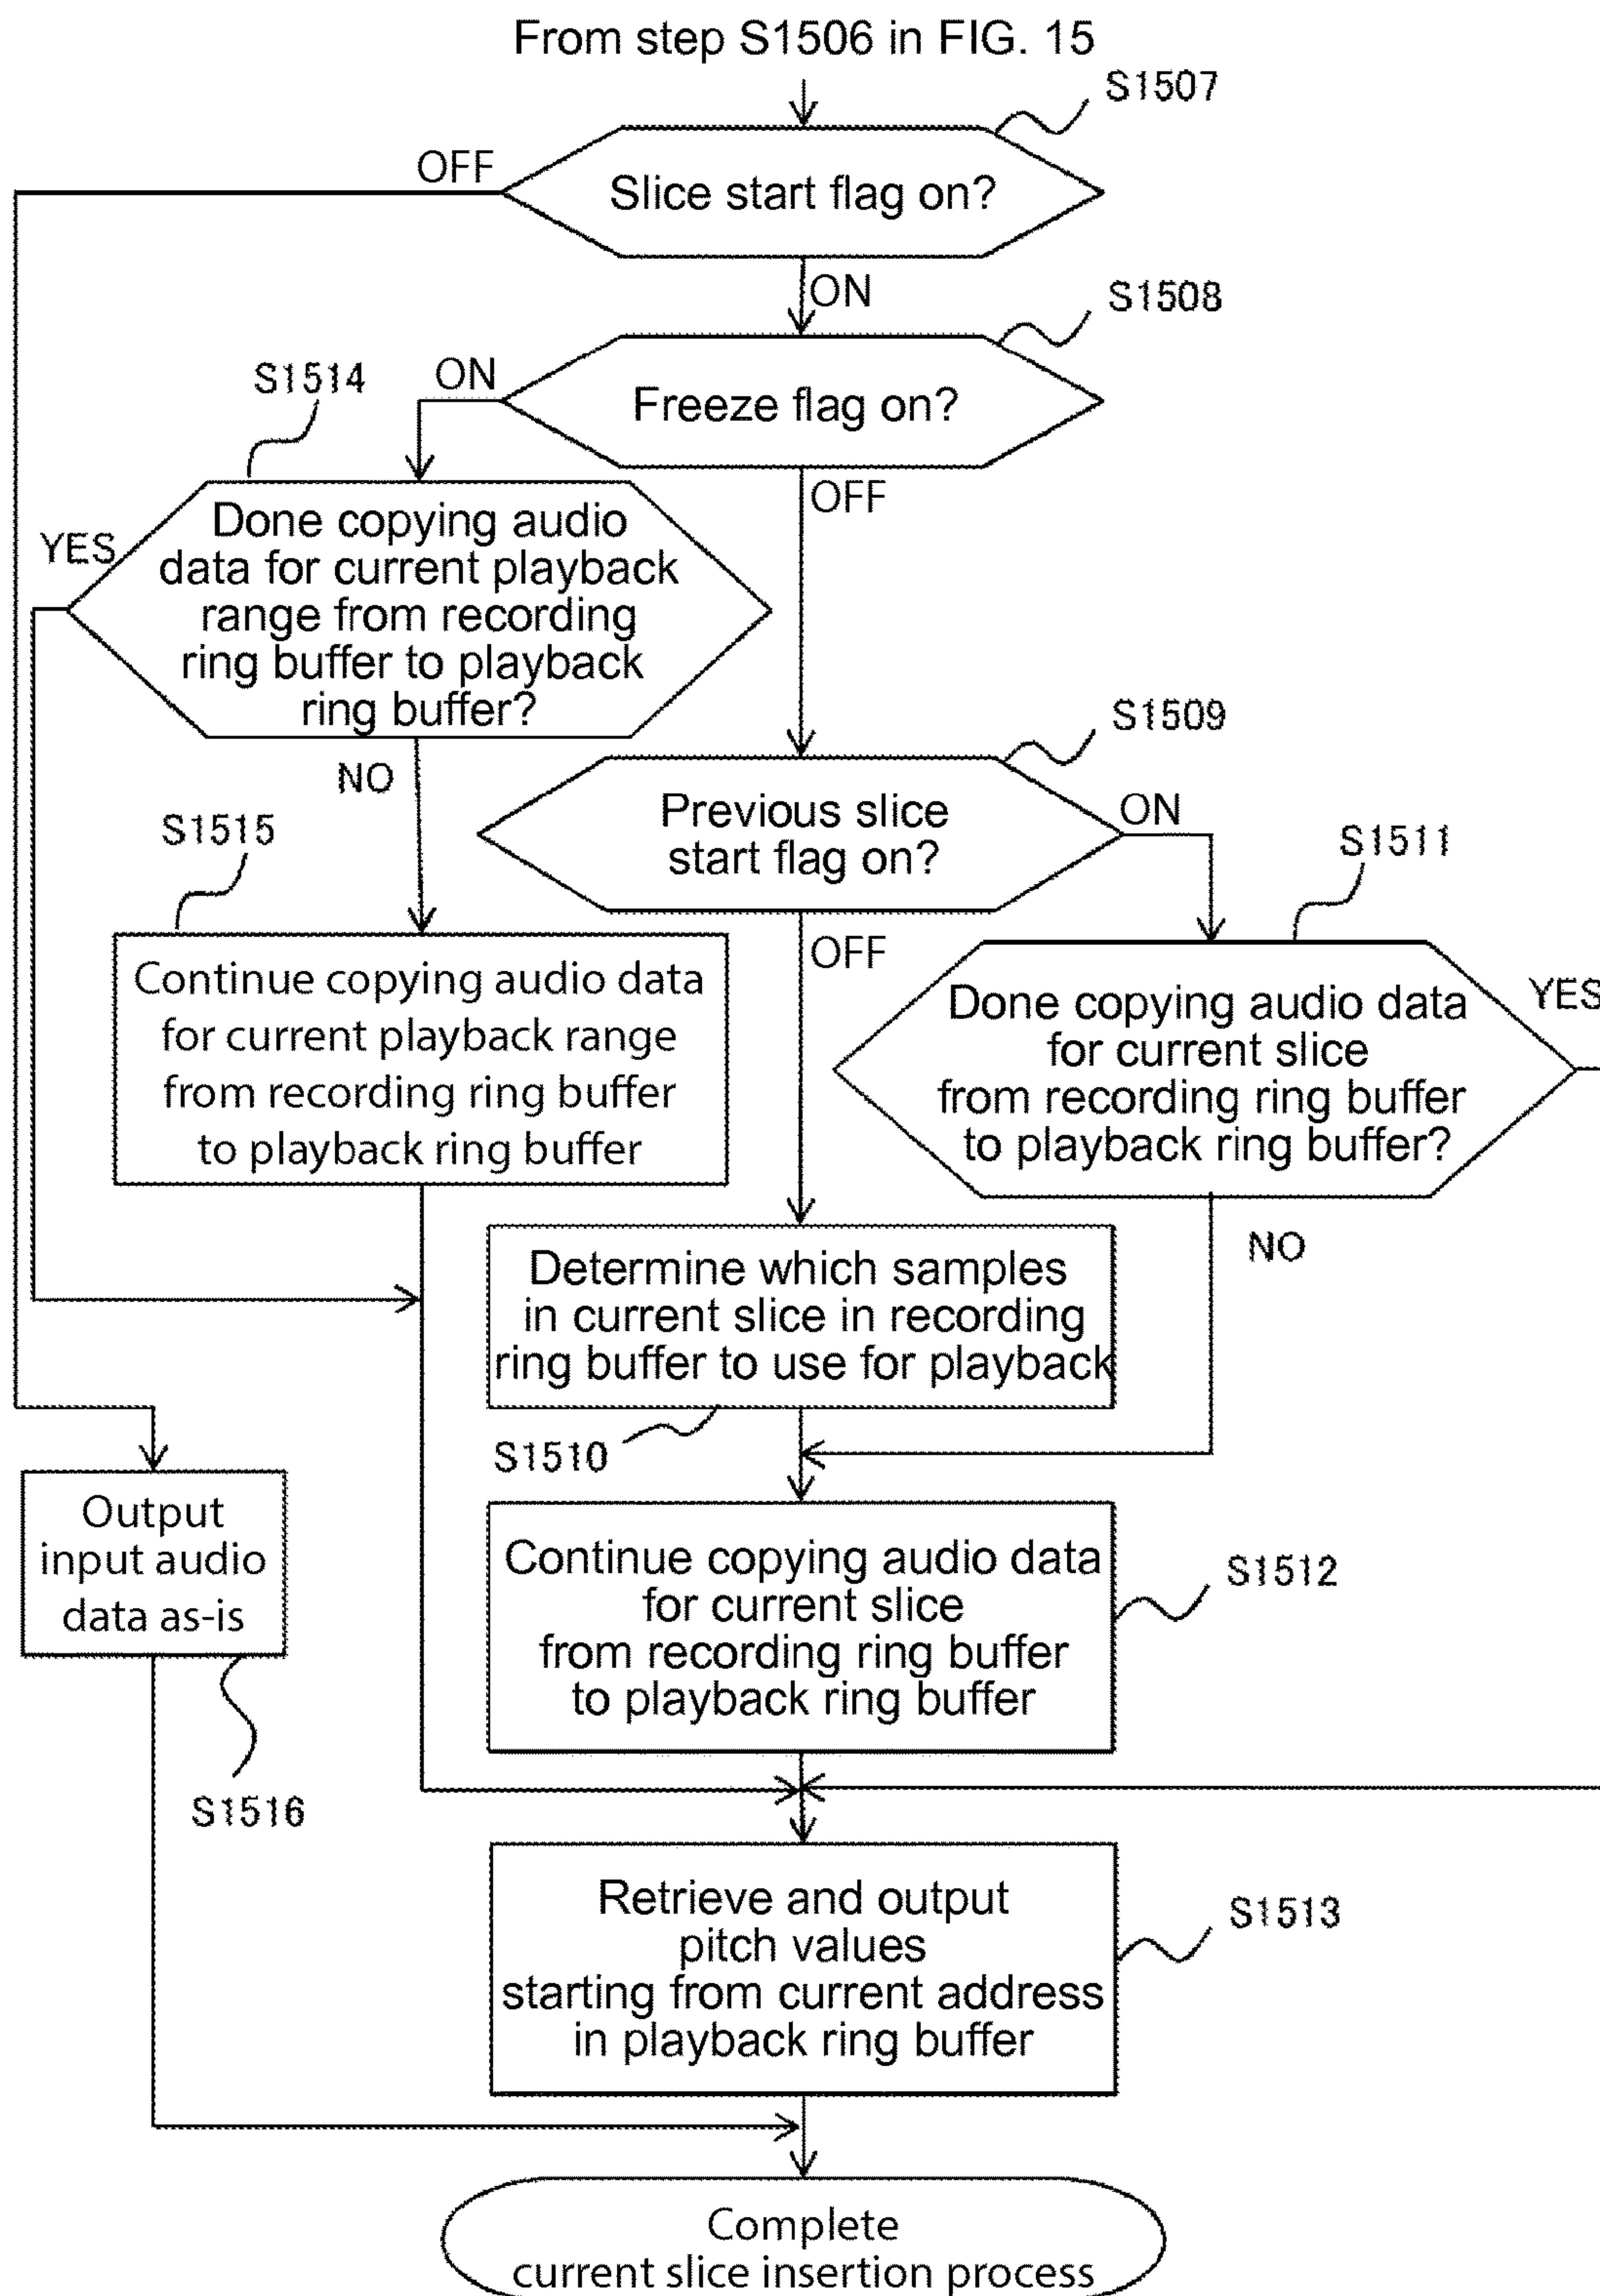 From step S1506 in FIG. 15
S1507
OFF
Slice start flag on?
ON
S1508
S1514
ON
Freeze flag on?
OFF
YES
Done copying audio
data for current playback
range from recording
ring buffer to playback
ring buffer?
NO
S1509
Previous slice
start flag on?
ON
S1511
S1515
OFF
Continue copying audio data
for current playback range
from recording ring buffer
to playback ring buffer
Done copying audio data
for current slice
from recording ring buffer
to playback ring buffer?
YES
NO
Determine which samples
in current slice in recording
ring buffer to use for playback
S1510
Output
input audio
data as-is
S1516
Continue copying audio data
for current slice
from recording ring buffer
to playback ring buffer
S1512
Retrieve and output
pitch values
starting from current address
in playback ring buffer
S1513
Complete
current slice insertion process